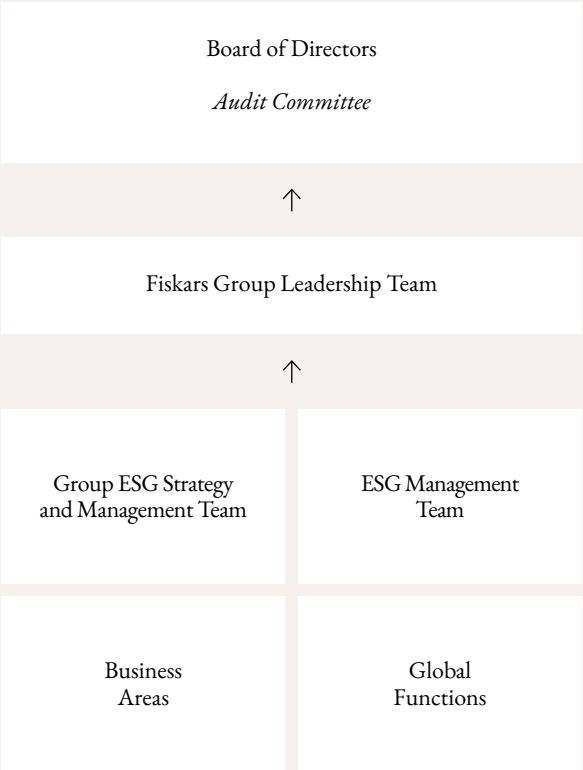 Board of Directors
Audit Committee
Fiskars Group Leadership Team
Group ESG Strategy
and Management Team
ESG Management
Team
Business
Areas
Global
Functions